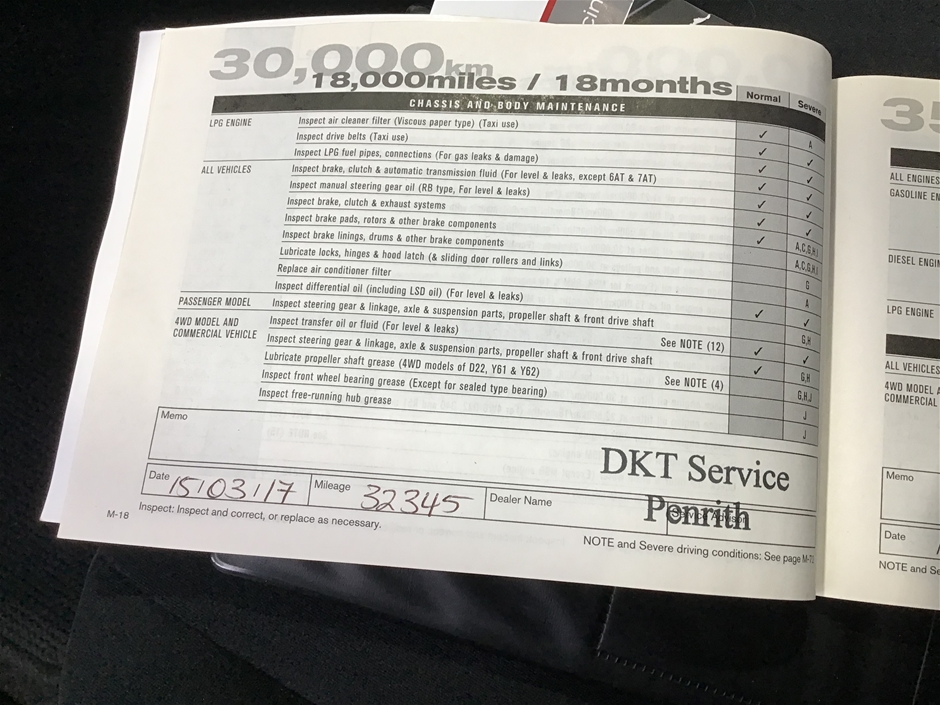 30,000km
18,000miles / 18months
Normal
Severe
CHASSIS AND BODY MAINTENANCE
LPG ENGINE
Inspect air cleaner filter (Viscous paper type) (Taxi use)
Inspect drive belts (Taxi use)
Inspect LPG fuel pipes, connections (For gas leaks & damage)
ALL VEHICLES
Inspect brake, clutch & automatic transmission fluid (For level & leaks, except 6AT & 7AT)
Inspect manual steering gear oil (RB type, For level & leaks)
Inspect brake, clutch & exhaust systems
Inspect brake pads, rotors & other brake components
Inspect brake linings, drums & other brake components
Lubricate locks, hinges & hood latch (& sliding door rollers and links)
Replace air conditioner filter
Inspect differential oil (including LSD oil) (For level & leaks)
PASSENGER MODEL
Inspect steering gear & linkage, axle & suspension parts, propeller shaft & front drive shaft
4WD MODEL AND
COMMERCIAL VEHICLE
Inspect transfer oil or fluid (For level & leaks) See NOTE (12)
Inspect steering gear & linkage, axle & suspension parts, propeller shaft & front drive shaft
Lubricate propeller shaft grease (4WD models of D22, Y61 & Y62) See NOTE (4)
Inspect front wheel bearing grease (Except for sealed type bearing)
Inspect free-running hub grease
A
✓ ✓
✓ ✓
✓ ✓
✓ ✓
✓ ✓
✓ A,C,G,H,I
✓ A,C,G,H,I
G
A
✓ ✓
G,H
✓ ✓
✓ G,H
G,H,J
J
J
Memo
DKT Service
Penrith
Date 15/03/17
Mileage 32345
Dealer Name
Service Advisor
M-18
Inspect: Inspect and correct, or replace as necessary.
NOTE and Severe driving conditions: See page
35
ALL ENGINES
GASOLINE EN
DIESEL ENGIN
LPG ENGINE
ALL VEHICLES
4WD MODEL A
COMMERCIAL
Memo
Date
NOTE and Se